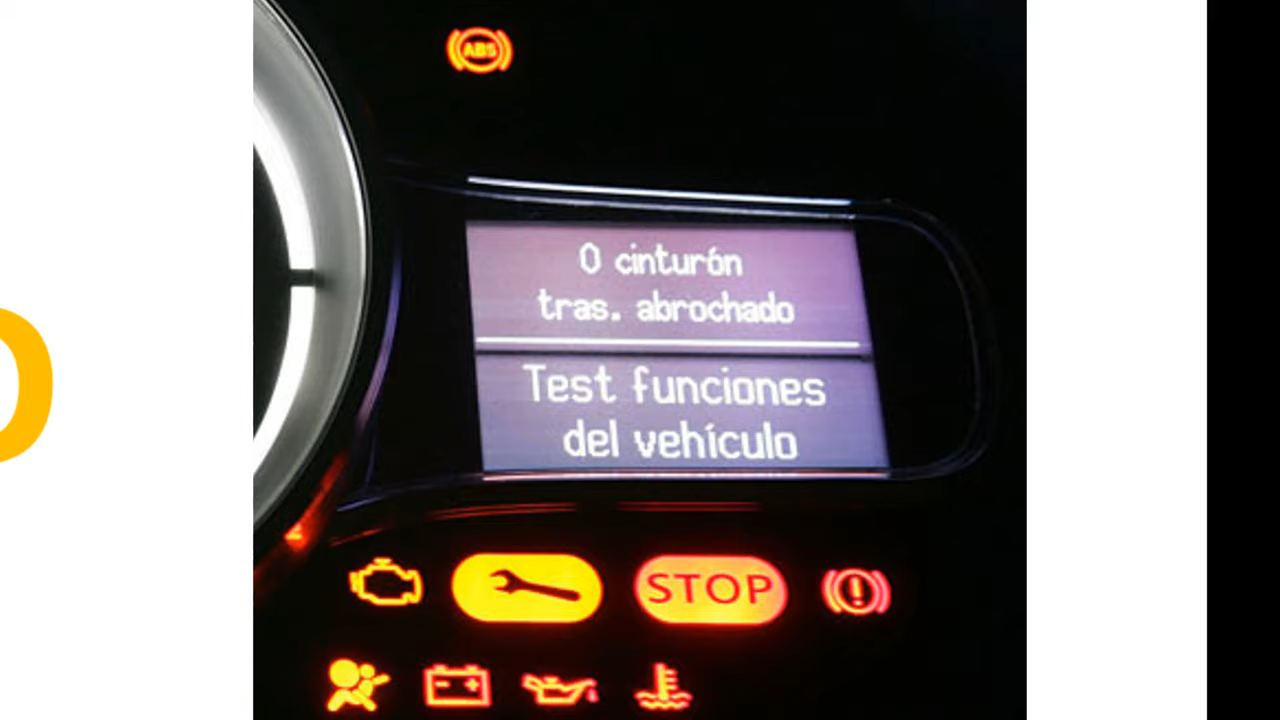 ABS
0 cinturón
tras. abrochado
Test funciones
del vehículo
STOP